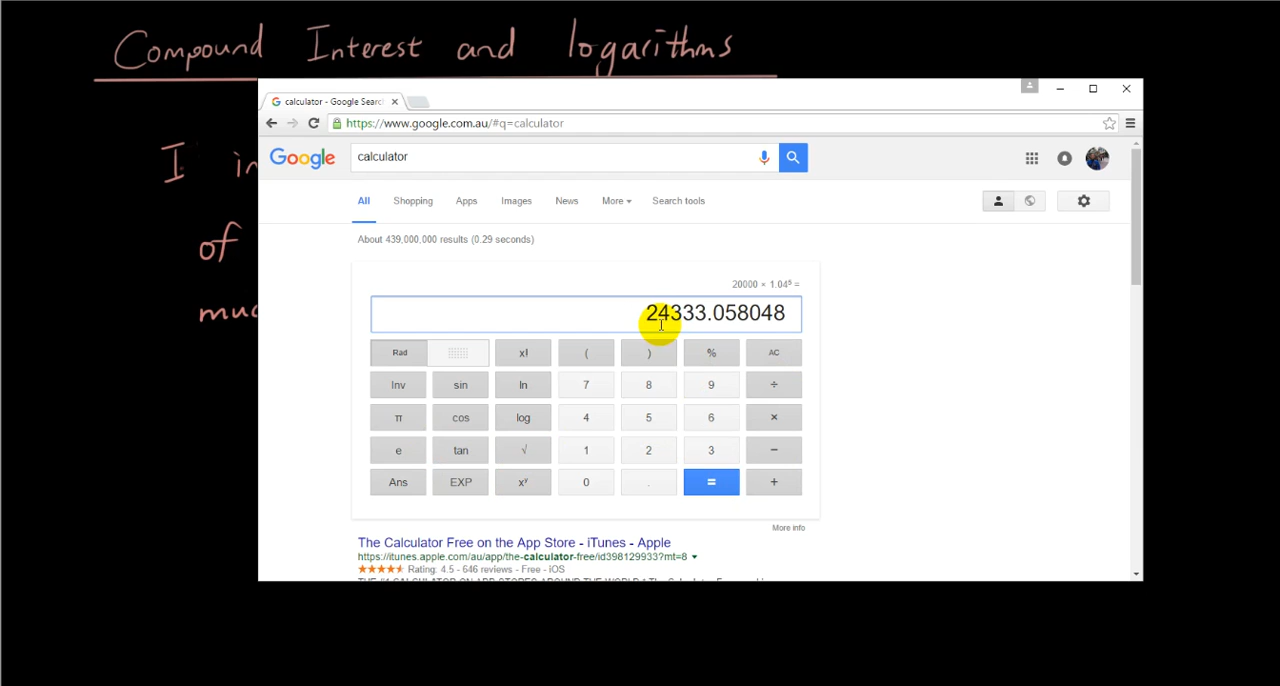 Compound Interest and logarithms
I in
of
muc
calculator - Google Search
https://www.google.com.au/#q=calculator
Google calculator
All Shopping Apps Images News More Search tools
About 439,000,000 results (0.29 seconds)
20000 × 1.04⁵ =
24333.058048
Rad x! ( ) % AC
Inv sin ln 7 8 9 ÷
π cos log 4 5 6 ×
e tan √ 1 2 3 −
Ans EXP xʸ 0 . = +
More info
The Calculator Free on the App Store - iTunes - Apple
https://itunes.apple.com/au/app/the-calculator-free/id398129933?mt=8
Rating: 4.5 - 646 reviews - Free - iOS